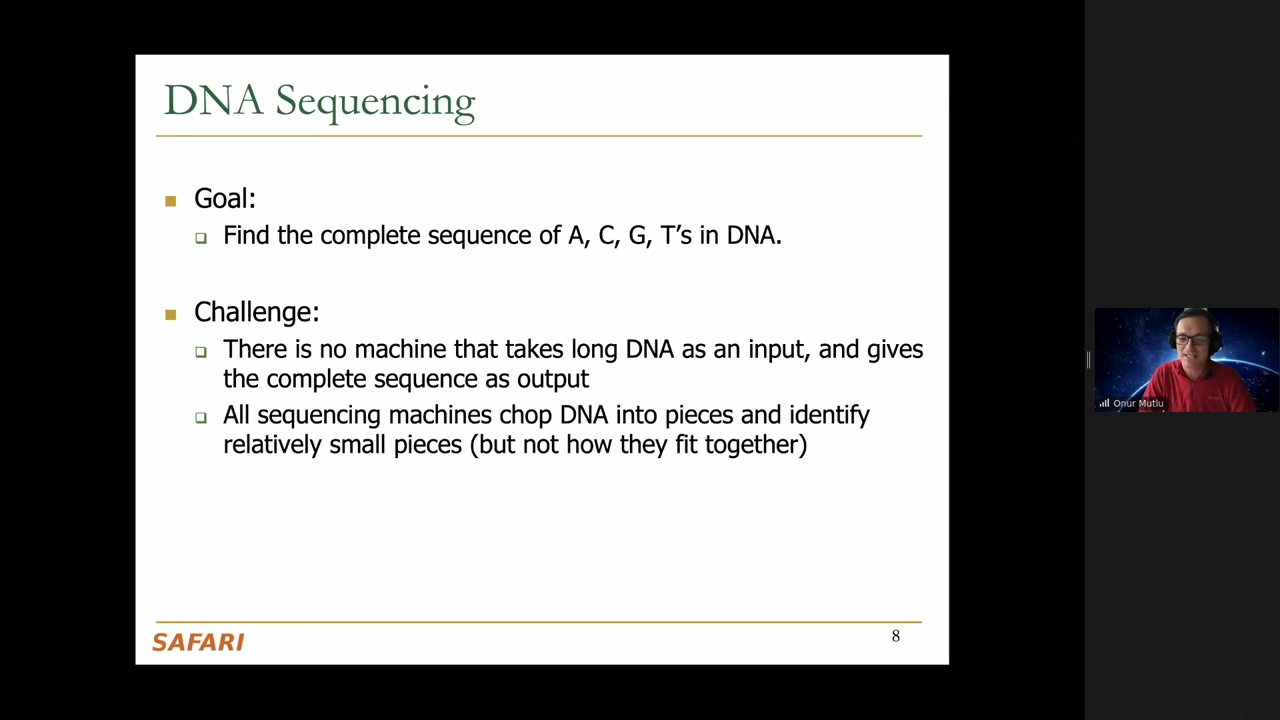 DNA Sequencing
Goal:
Find the complete sequence of A, C, G, T’s in DNA.
Challenge:
There is no machine that takes long DNA as an input, and gives
the complete sequence as output
All sequencing machines chop DNA into pieces and identify
relatively small pieces (but not how they fit together)
SAFARI
8
Onur Mutlu